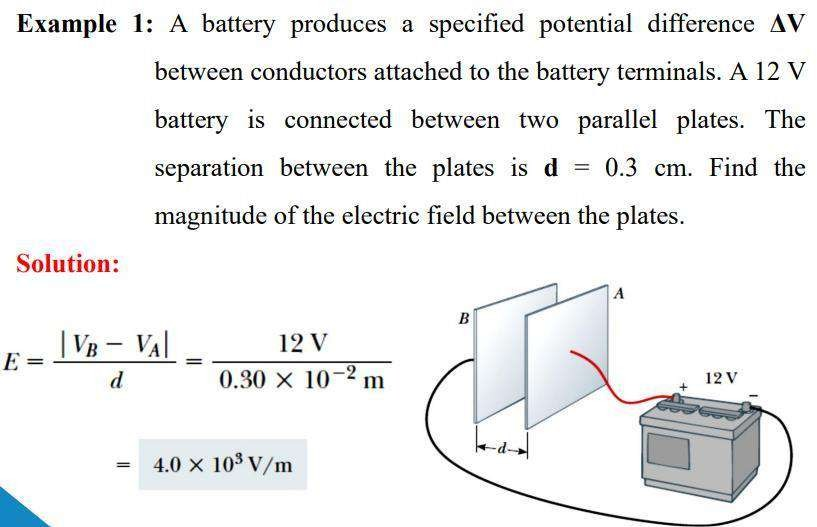 Example 1: A battery produces a specified potential difference ΔV
between conductors attached to the battery terminals. A 12 V
battery is connected between two parallel plates. The
separation between the plates is d = 0.3 cm. Find the
magnitude of the electric field between the plates.
Solution:
E = |V_B − V_A| / d = 12 V / 0.30 × 10⁻² m
= 4.0 × 10³ V/m
A
B
12 V
+ −
d